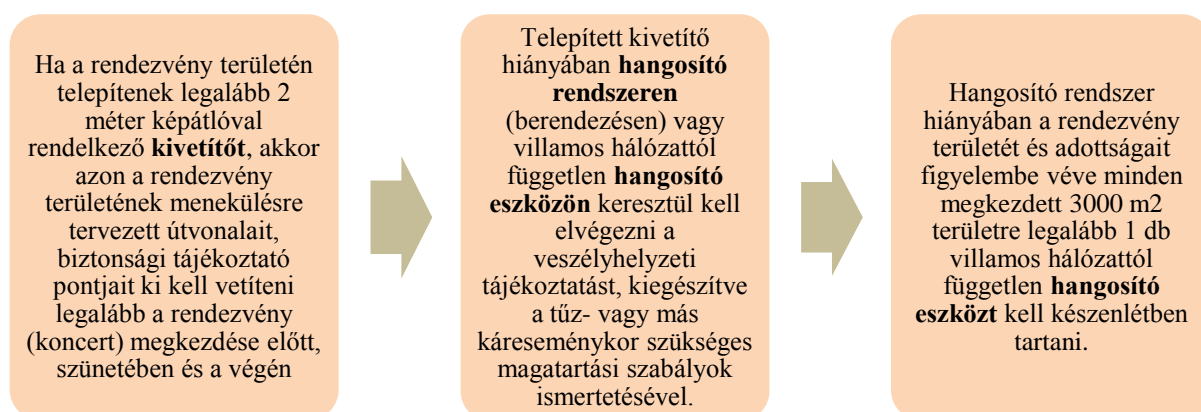 Ha a rendezvény területén
telepítenek legalább 2
méter képátlóval
rendelkező kivetítőt, akkor
azon a rendezvény
területének menekülésre
tervezett útvonalait,
biztonsági tájékoztató
pontjait ki kell vetíteni
legalább a rendezvény
(koncert) megkezdése előtt,
szünetében és a végén
Telepített kivetítő
hiányában hangosító
rendszeren
(berendezésen) vagy
villamos hálózattól
független hangosító
eszközön keresztül kell
elvégezni a
veszélyhelyzeti
tájékoztatást, kiegészítve
a tűz- vagy más
káreseménykor szükséges
magatartási szabályok
ismertetésével.
Hangosító rendszer
hiányában a rendezvény
területét és adottságait
figyelembe véve minden
megkezdett 3000 m2
területre legalább 1 db
villamos hálózattól
független hangosító
eszközt kell készenlétben
tartani.